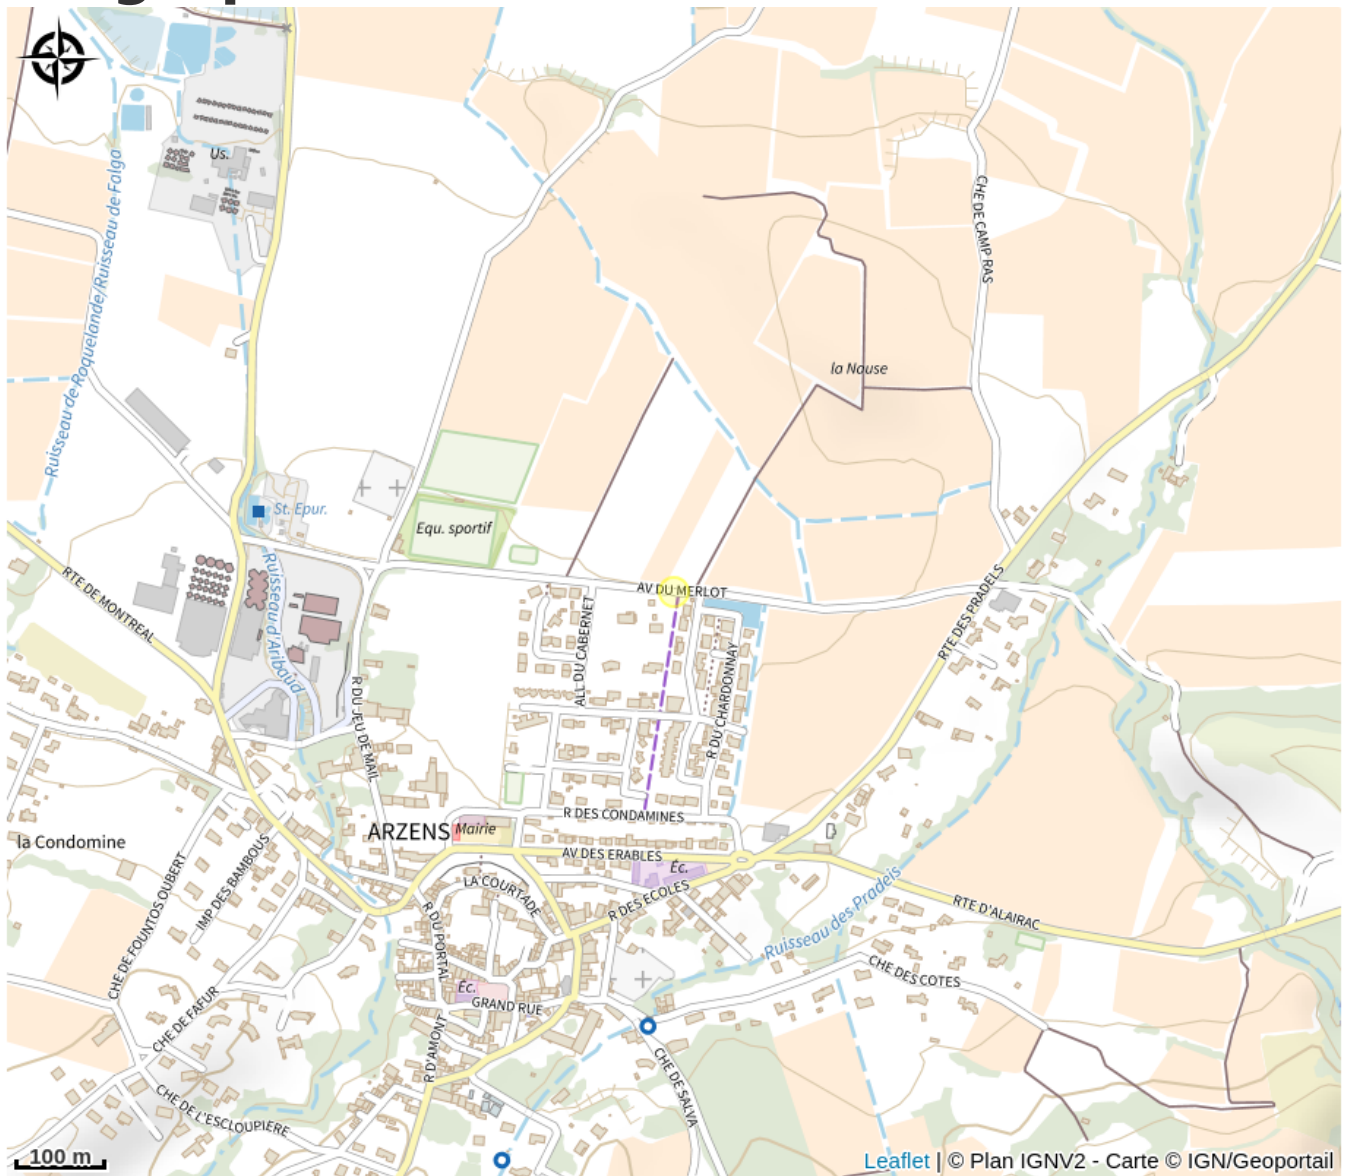 Us.
Ruisseau de Roquelande/Ruisseau de Falga
CHE DE CAMP RAS
la Nouse
St. Epur.
Equ. sportif
RTE DE MONTREAL
Ruisseau d'Aribaud
AV DU MERLOT
RTE DES PRADELS
ALL DU CABERNET
R DU CHARDONNAY
R DU JEU DE MAIL
R DES CONDAMINES
ARZENS
Mairie
la Condomine
AV DES ERABLES
Éc.
LA COURTADE
R DES ECOLES
IMP DES BAMBOUS
CHE DE FOUNTOS OUBERT
R DU PORTAL
Ruisseau des Pradels
RTE D'ALAIRAC
CHE DES COTES
Éc.
GRAND RUE
CHE DE FAFUR
R D'AMONT
CHE DE SALVA
CHE DE L'ESCLOUPIERE
100 m
Leaflet | © Plan IGNV2 - Carte © IGN/Geoportail